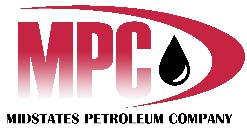 MPC
MIDSTATES PETROLEUM COMPANY